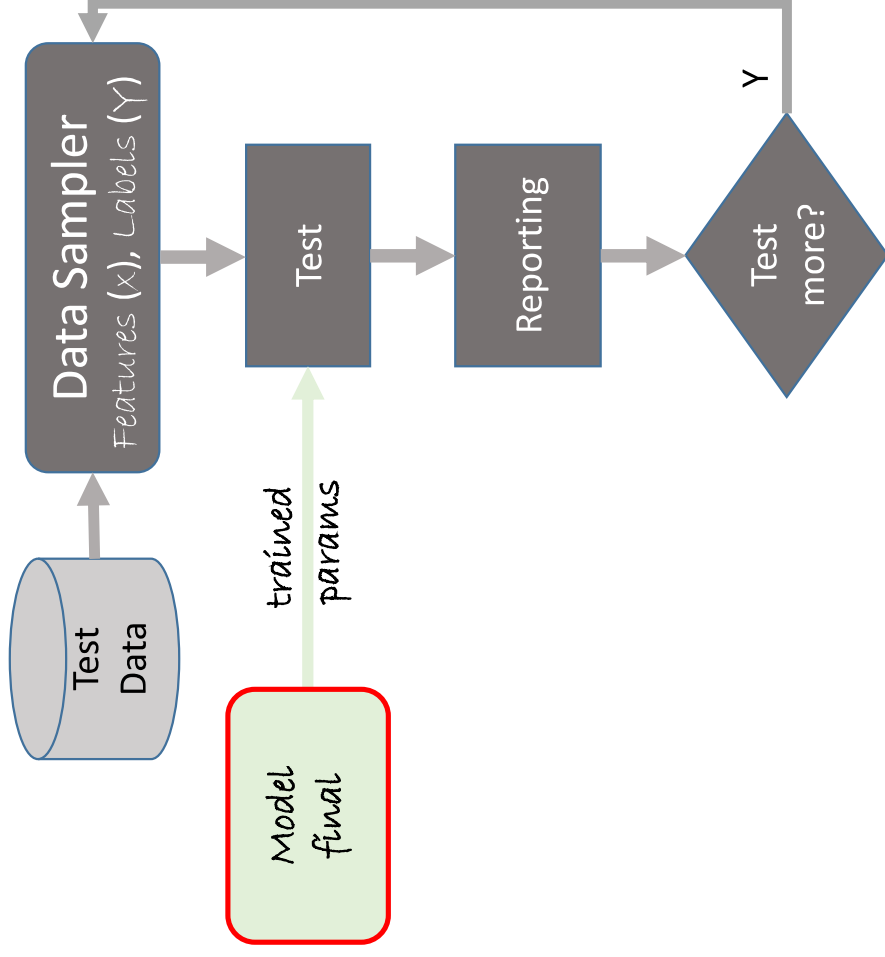 Test
Data
Data Sampler
Features (x), Labels (Y)
Model
final
trained
params
Test
Reporting
Test
more?
Y